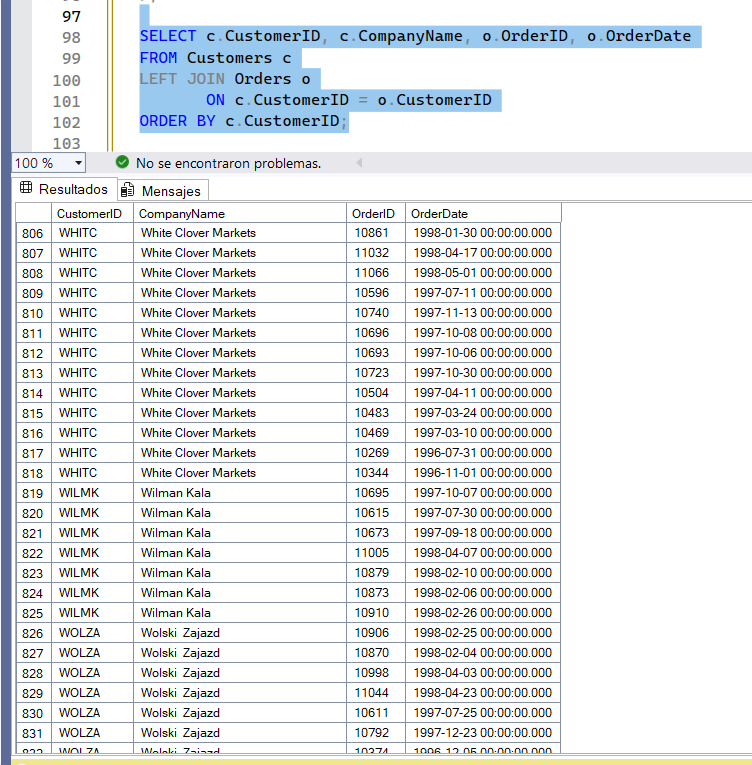 97
98 SELECT c.CustomerID, c.CompanyName, o.OrderID, o.OrderDate
99 FROM Customers c
100 LEFT JOIN Orders o
101 ON c.CustomerID = o.CustomerID
102 ORDER BY c.CustomerID;
103
100 % No se encontraron problemas.
Resultados Mensajes
CustomerID CompanyName OrderID OrderDate
806 WHITC White Clover Markets 10861 1998-01-30 00:00:00.000
807 WHITC White Clover Markets 11032 1998-04-17 00:00:00.000
808 WHITC White Clover Markets 11066 1998-05-01 00:00:00.000
809 WHITC White Clover Markets 10596 1997-07-11 00:00:00.000
810 WHITC White Clover Markets 10740 1997-11-13 00:00:00.000
811 WHITC White Clover Markets 10696 1997-10-08 00:00:00.000
812 WHITC White Clover Markets 10693 1997-10-06 00:00:00.000
813 WHITC White Clover Markets 10723 1997-10-30 00:00:00.000
814 WHITC White Clover Markets 10504 1997-04-11 00:00:00.000
815 WHITC White Clover Markets 10483 1997-03-24 00:00:00.000
816 WHITC White Clover Markets 10469 1997-03-10 00:00:00.000
817 WHITC White Clover Markets 10269 1996-07-31 00:00:00.000
818 WHITC White Clover Markets 10344 1996-11-01 00:00:00.000
819 WILMK Wilman Kala 10695 1997-10-07 00:00:00.000
820 WILMK Wilman Kala 10615 1997-07-30 00:00:00.000
821 WILMK Wilman Kala 10673 1997-09-18 00:00:00.000
822 WILMK Wilman Kala 11005 1998-04-07 00:00:00.000
823 WILMK Wilman Kala 10879 1998-02-10 00:00:00.000
824 WILMK Wilman Kala 10873 1998-02-06 00:00:00.000
825 WILMK Wilman Kala 10910 1998-02-26 00:00:00.000
826 WOLZA Wolski Zajazd 10906 1998-02-25 00:00:00.000
827 WOLZA Wolski Zajazd 10870 1998-02-04 00:00:00.000
828 WOLZA Wolski Zajazd 10998 1998-04-03 00:00:00.000
829 WOLZA Wolski Zajazd 11044 1998-04-23 00:00:00.000
830 WOLZA Wolski Zajazd 10611 1997-07-25 00:00:00.000
831 WOLZA Wolski Zajazd 10792 1997-12-23 00:00:00.000
832 WOLZA Wolski Zajazd 10374 1996-12-05 00:00:00.000